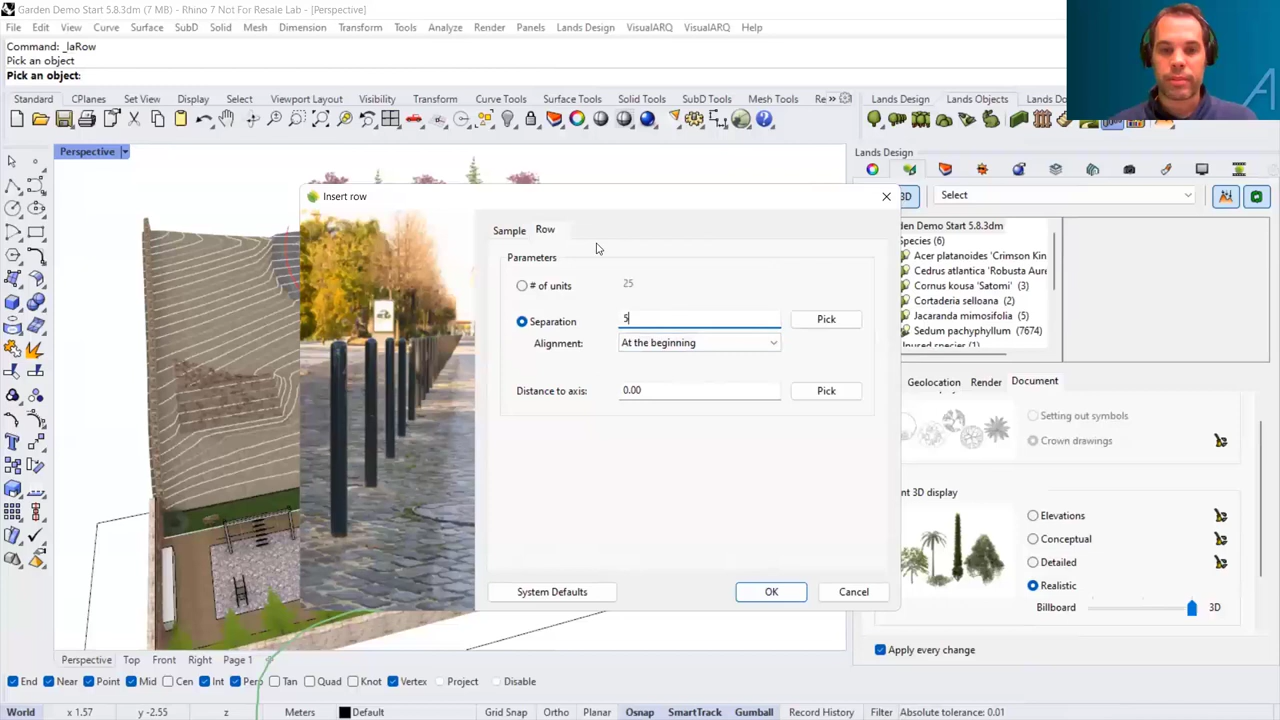 Garden Demo Start 5.8.3dm (7 MB) - Rhino 7 Not For Resale Lab - [Perspective]
File Edit View Curve Surface SubD Solid Mesh Dimension Transform Tools Analyze Render Panels Lands Design VisualARQ VisualARQ Help
Command: _laRow
Pick an object
Pick an object:
Standard CPlanes Set View Display Select Viewport Layout Visibility Transform Curve Tools Surface Tools Solid Tools SubD Tools Mesh Tools Re »
Lands Design Lands Objects Lands Do
Perspective
Lands Design
Insert row
3D Select
Sample Row
Parameters
# of units 25
Separation 5 Pick
Alignment: At the beginning
Distance to axis: 0.00 Pick
System Defaults OK Cancel
den Demo Start 5.8.3dm
Species (6)
Acer platanoides 'Crimson Kin
Cedrus atlantica 'Robusta Aure
Cornus kousa 'Satomi' (3)
Cortaderia selloana (2)
Jacaranda mimosifolia (5)
Sedum pachyphyllum (7674)
Geolocation Render Document
Setting out symbols
Crown drawings
nt 3D display
Elevations
Conceptual
Detailed
Realistic
Billboard 3D
Apply every change
Perspective Top Front Right Page 1
End Near Point Mid Cen Int Perp Tan Quad Knot Vertex Project Disable
World x 1.57 y -2.55 z Meters Default Grid Snap Ortho Planar Osnap SmartTrack Gumball Record History Filter Absolute tolerance: 0.01